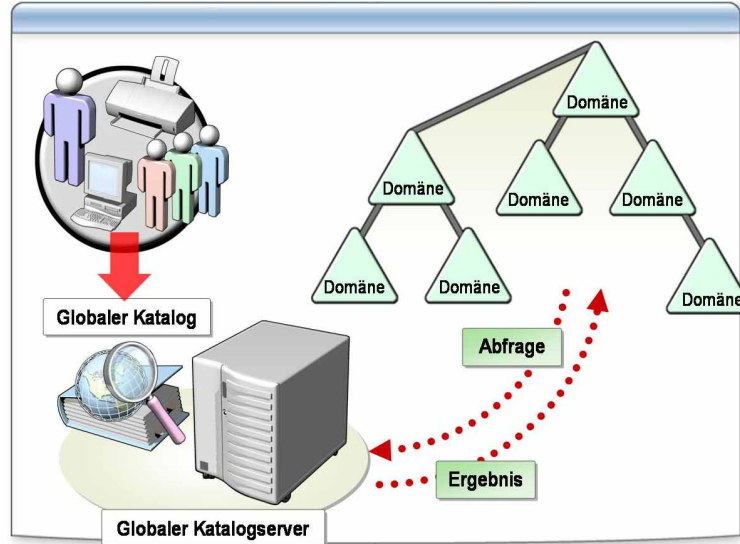 Domäne
Domäne
Domäne
Domäne
Domäne
Domäne
Domäne
Globaler Katalog
Abfrage
Ergebnis
Globaler Katalogserver